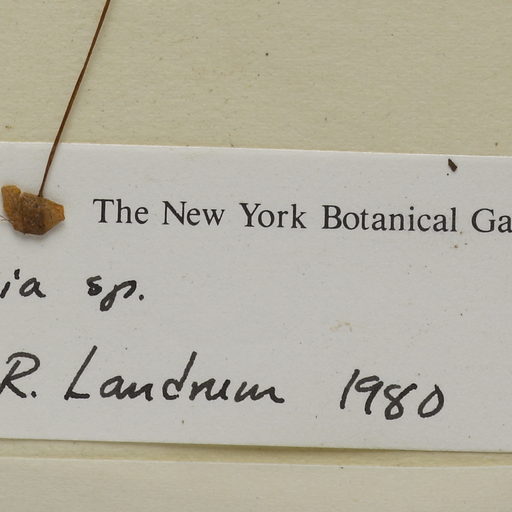 The New York Botanical Ga
ia sp.
R. Landrum 1980